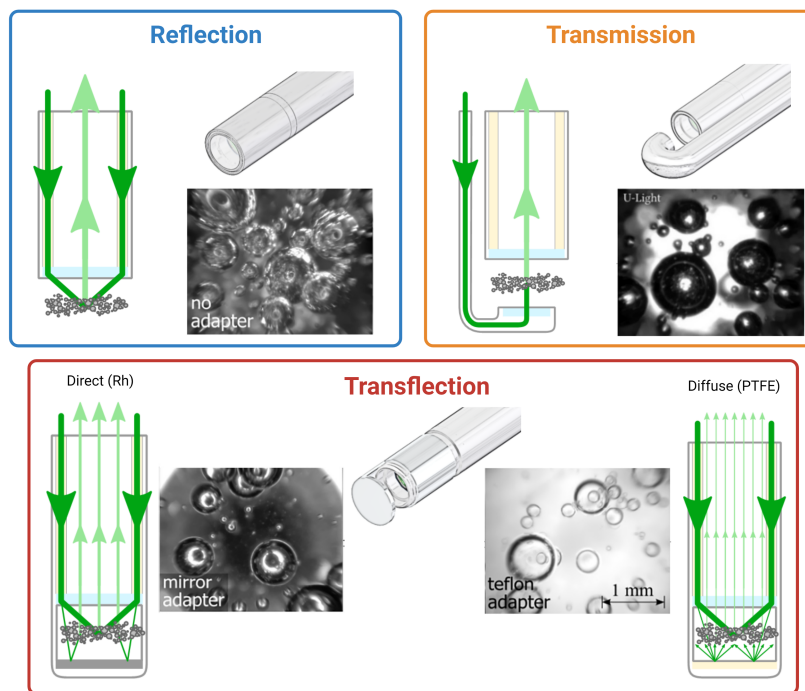 Reflection
no
adapter
Transmission
U-Light
Direct (Rh)
Transflection
Diffuse (PTFE)
mirror
adapter
teflon
adapter
1 mm